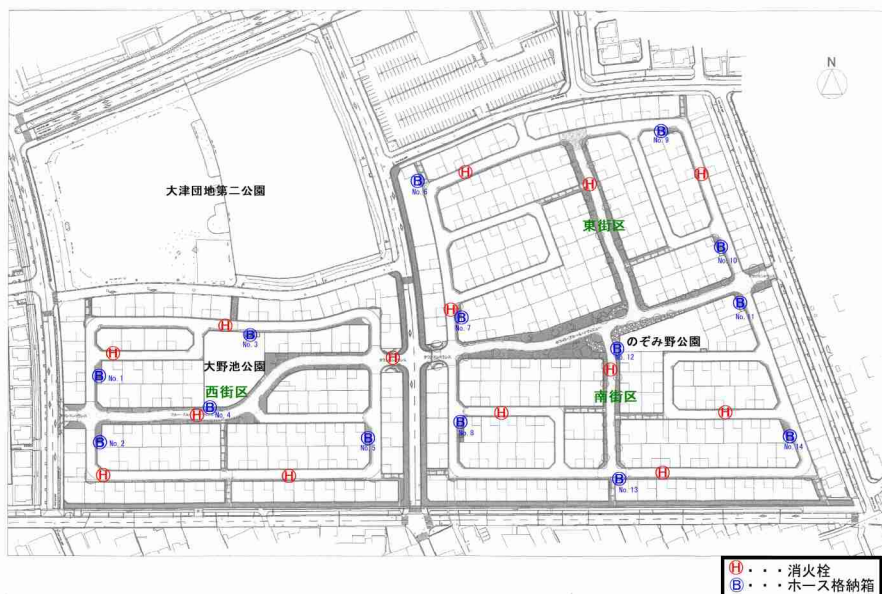 N
大津団地第二公園
H
B No.9
B No.6
H
H
H
東街区
B No.10
H
B No.7
B No.11
H
B No.3
のぞみ野公園
B No.12
H
大野池公園
H
H
B No.1
西街区
南街区
B No.4
H
H
H
B No.8
B No.2
B No.5
B No.14
H
H
H
B No.13
H・・・消火栓
B・・・ホース格納箱